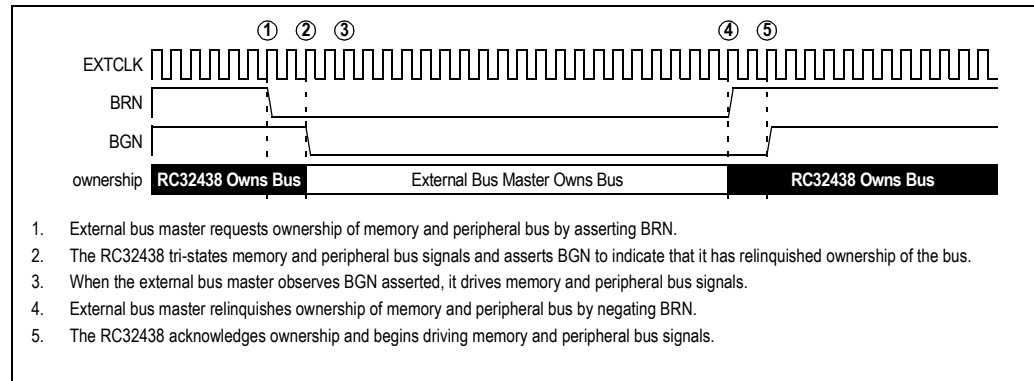 1 2 3 4 5
EXTCLK
BRN
BGN
ownership RC32438 Owns Bus External Bus Master Owns Bus RC32438 Owns Bus
1. External bus master requests ownership of memory and peripheral bus by asserting BRN.
2. The RC32438 tri-states memory and peripheral bus signals and asserts BGN to indicate that it has relinquished ownership of the bus.
3. When the external bus master observes BGN asserted, it drives memory and peripheral bus signals.
4. External bus master relinquishes ownership of memory and peripheral bus by negating BRN.
5. The RC32438 acknowledges ownership and begins driving memory and peripheral bus signals.